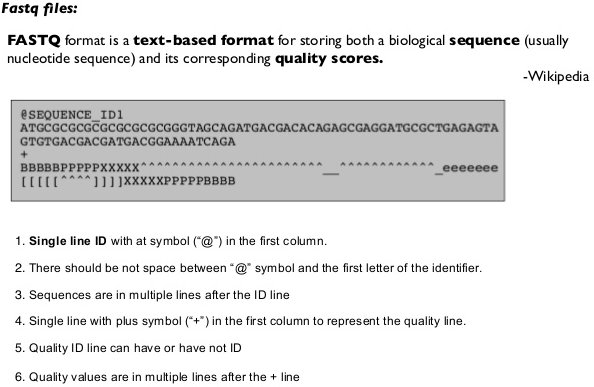 Fastq files:
FASTQ format is a text-based format for storing both a biological sequence (usually
nucleotide sequence) and its corresponding quality scores.
-Wikipedia
@SEQUENCE_ID1
ATGCGCGCGCGCGCGCGCGGGTAGCAGATGACGACACAGAGCGAGGATGCGCTGAGAGTA
GTGTGACGACGATGACGGAAAATCAGA
+
BBBBBPPPPPXXXXX^^^^^^^^^^^^^^^^^^^^^^^__^^^^^^^^^^^^_eeeeeee
[[[[[^^^^]]]]XXXXXPPPPPBBBB
1. Single line ID with at symbol (“@”) in the first column.
2. There should be not space between “@” symbol and the first letter of the identifier.
3. Sequences are in multiple lines after the ID line
4. Single line with plus symbol (“+”) in the first column to represent the quality line.
5. Quality ID line can have or have not ID
6. Quality values are in multiple lines after the + line